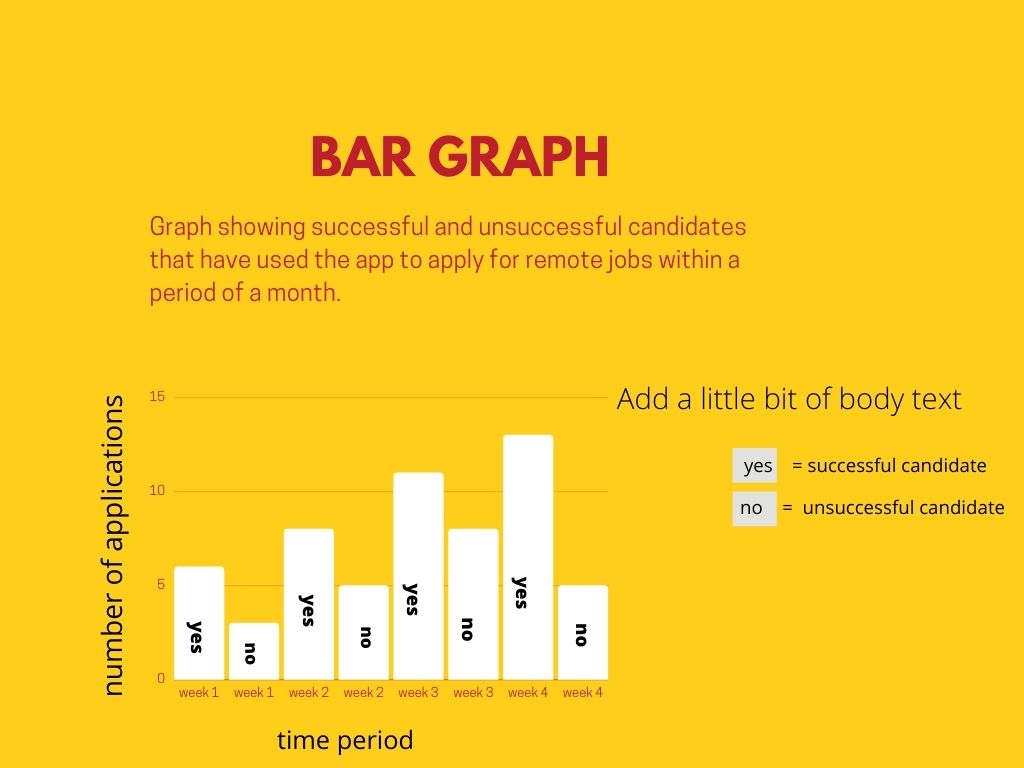 BAR GRAPH
Graph showing successful and unsuccessful candidates
that have used the app to apply for remote jobs within a
period of a month.
number of applications
15
10
5
0
Add a little bit of body text
yes = successful candidate
no = unsuccessful candidate
yes no yes no yes no yes no
week 1 week 1 week 2 week 2 week 3 week 3 week 4 week 4
time period